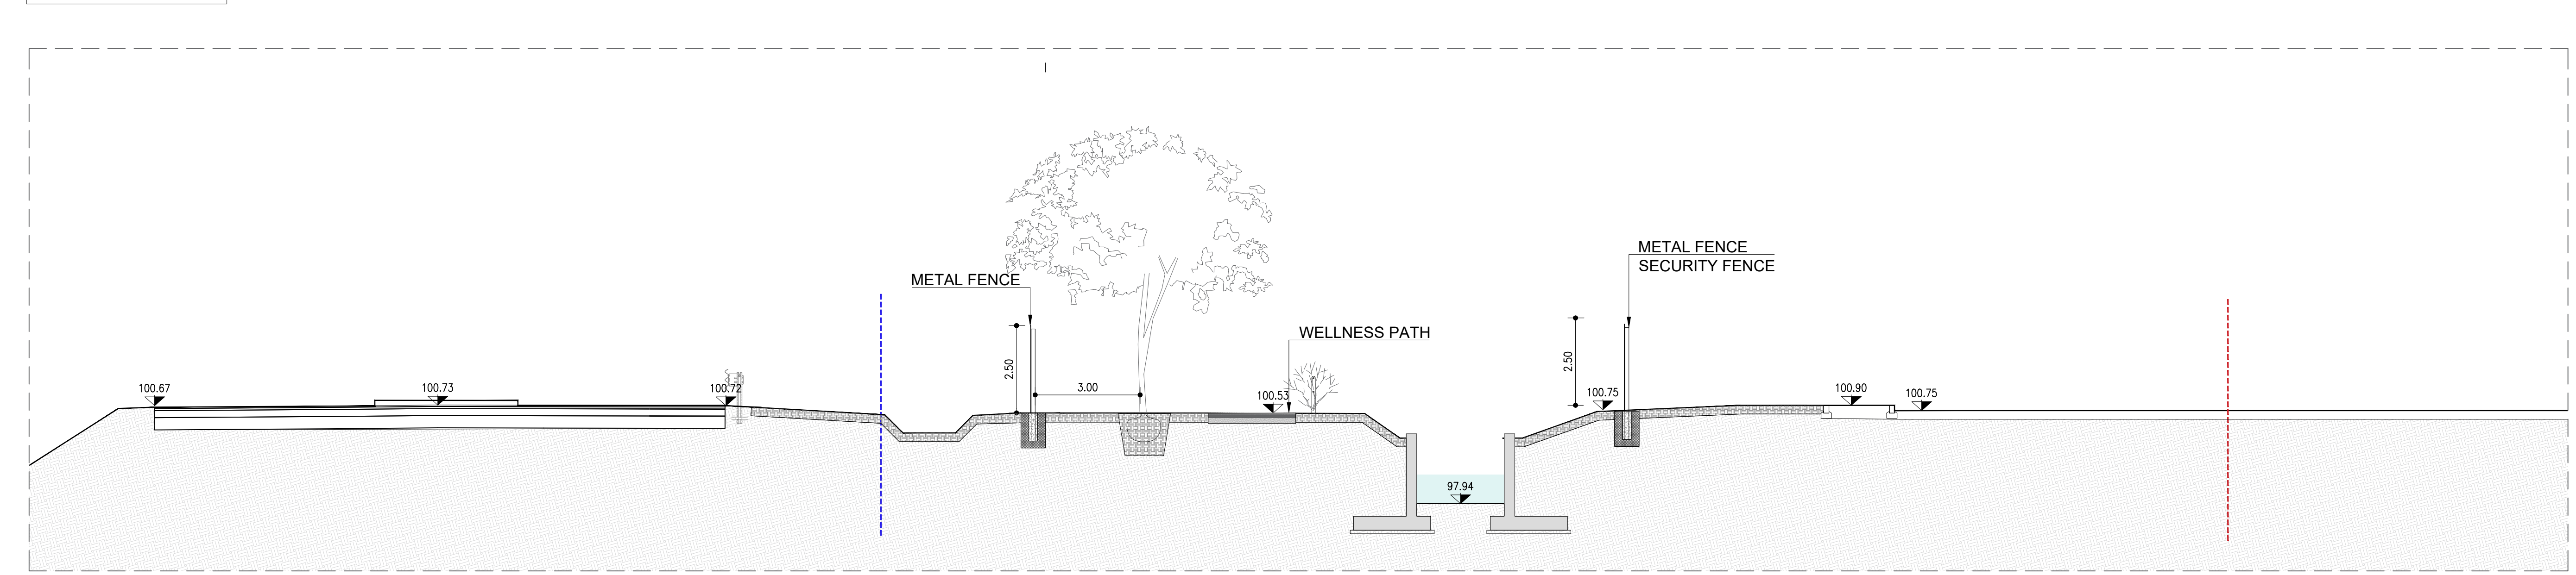 METAL FENCE
SECURITY FENCE
METAL FENCE
WELLNESS PATH
2.50
2.50
3.00
100.67
100.73
100.72
100.53
100.75
100.90
100.75
97.94